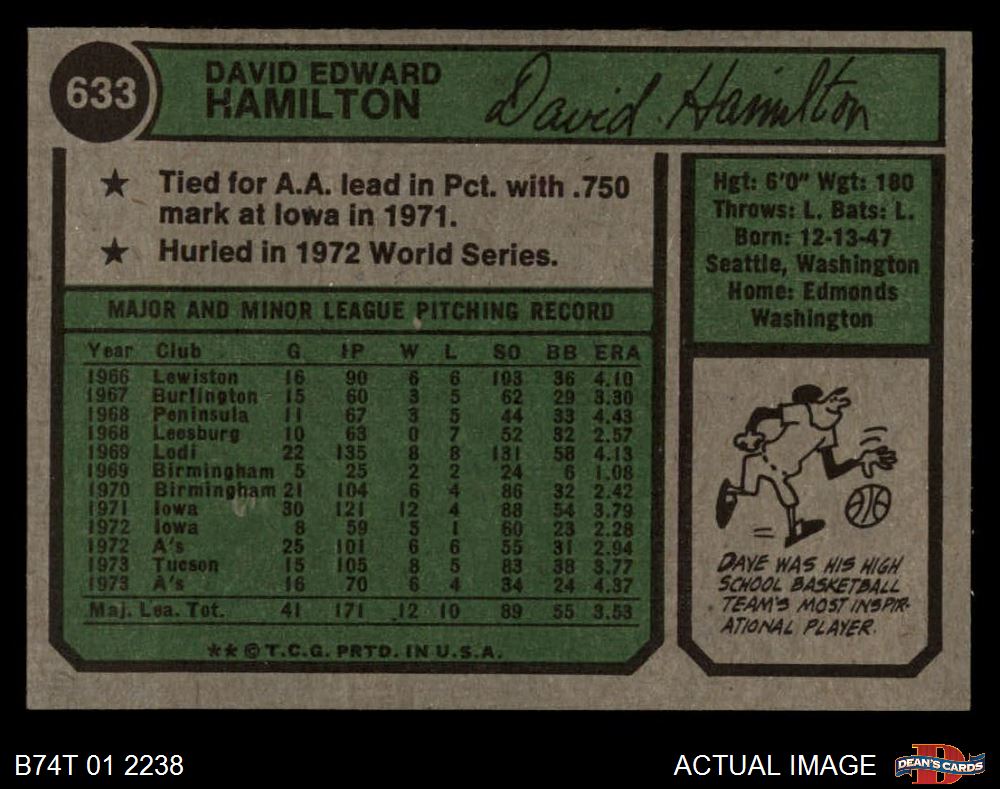 633
DAVID EDWARD
HAMILTON
David Hamilton
★ Tied for A.A. lead in Pct. with .750
mark at Iowa in 1971.
★ Hurled in 1972 World Series.
MAJOR AND MINOR LEAGUE PITCHING RECORD
Year Club G IP W L SO BB ERA
1966 Lewiston 16 90 6 6 103 36 4.10
1967 Burlington 15 60 3 5 62 29 3.30
1968 Peninsula 11 67 3 5 44 33 4.43
1968 Leesburg 10 63 0 7 52 32 2.57
1969 Lodi 22 135 8 8 131 58 4.13
1969 Birmingham 5 25 2 2 24 6 1.08
1970 Birmingham 21 104 6 4 86 32 2.42
1971 Iowa 30 121 12 4 88 54 3.79
1972 Iowa 8 59 5 1 60 23 2.28
1972 A's 25 101 6 6 55 31 2.94
1973 Tucson 15 105 8 5 83 38 3.77
1973 A's 16 70 6 4 34 24 4.37
Maj. Lea. Tot. 41 171 12 10 89 55 3.53
★★ © T.C.G. PRTD. IN U.S.A.
Hgt: 6'0" Wgt: 180
Throws: L. Bats: L.
Born: 12-13-47
Seattle, Washington
Home: Edmonds
Washington
DAVE WAS HIS HIGH
SCHOOL BASKETBALL
TEAM'S MOST INSPIR-
ATIONAL PLAYER.
B74T 01 2238
ACTUAL IMAGE
DEAN'S CARDS